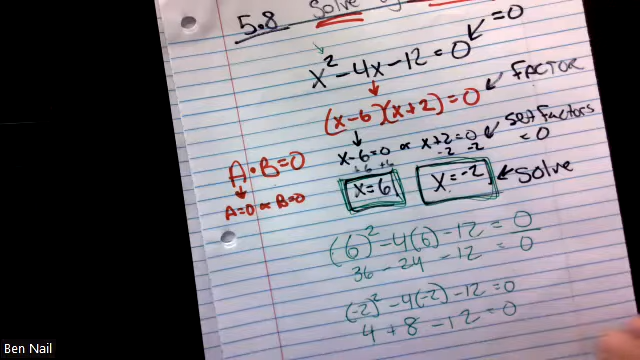 5.8 Solve
= 0
x² - 4x - 12 = 0
(x - 6)(x + 2) = 0 FACTOR
x - 6 = 0 or x + 2 = 0 set factors = 0
+6 +6 -2 -2
A · B = 0
A = 0 or B = 0
x = 6 x = -2 Solve
(6)² - 4(6) - 12 = 0
36 - 24 - 12 = 0
(-2)² - 4(-2) - 12 = 0
4 + 8 - 12 = 0
Ben Nail